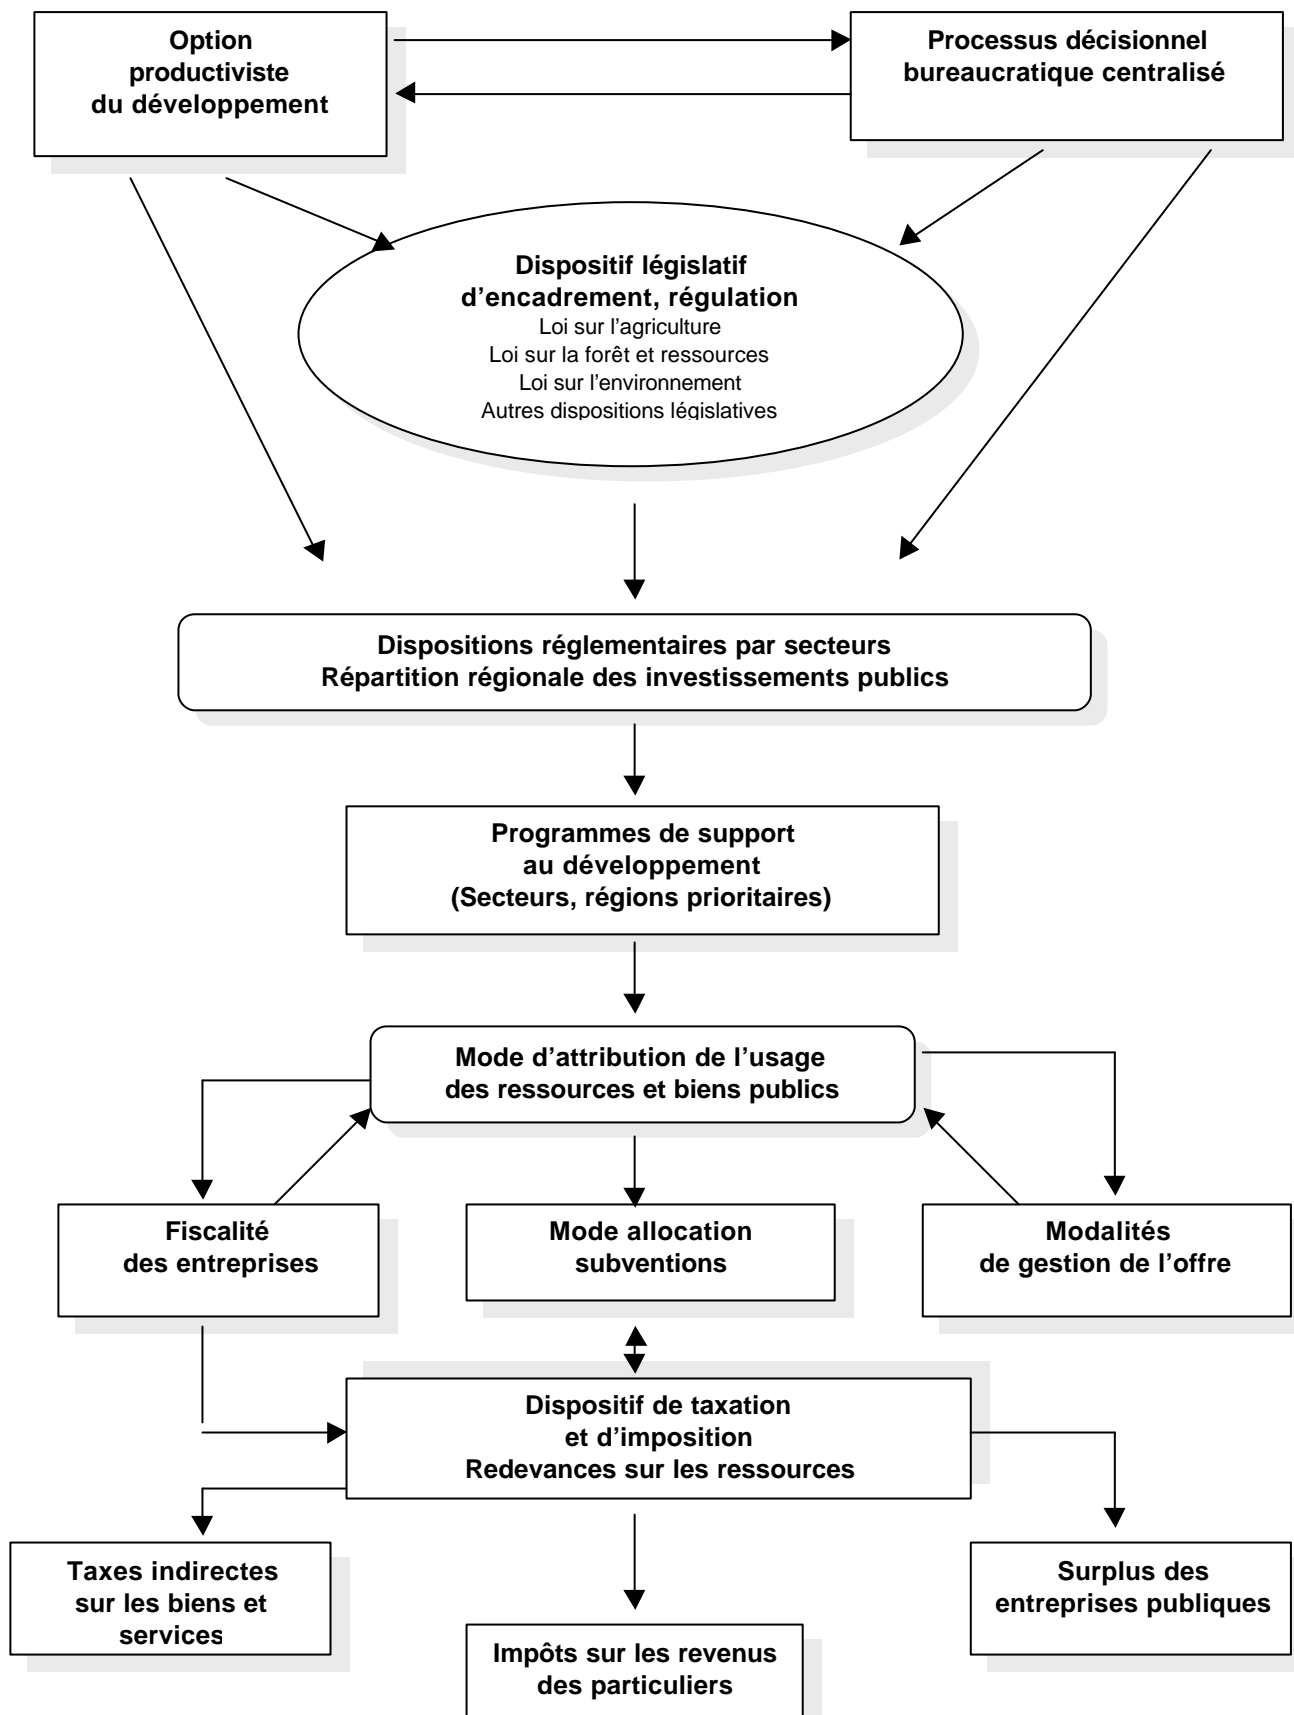 Option
productiviste
du développement
Processus décisionnel
bureaucratique centralisé
Dispositif législatif
d’encadrement, régulation
Loi sur l’agriculture
Loi sur la forêt et ressources
Loi sur l’environnement
Autres dispositions législatives
Dispositions réglementaires par secteurs
Répartition régionale des investissements publics
Programmes de support
au développement
(Secteurs, régions prioritaires)
Mode d’attribution de l’usage
des ressources et biens publics
Fiscalité
des entreprises
Mode allocation
subventions
Modalités
de gestion de l’offre
Dispositif de taxation
et d’imposition
Redevances sur les ressources
Taxes indirectes
sur les biens et
services
Impôts sur les revenus
des particuliers
Surplus des
entreprises publiques